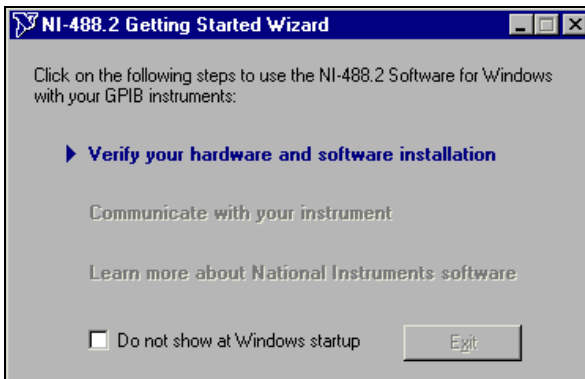 NI-488.2 Getting Started Wizard
Click on the following steps to use the NI-488.2 Software for Windows
with your GPIB instruments:
Verify your hardware and software installation
Communicate with your instrument
Learn more about National Instruments software
Do not show at Windows startup
Exit